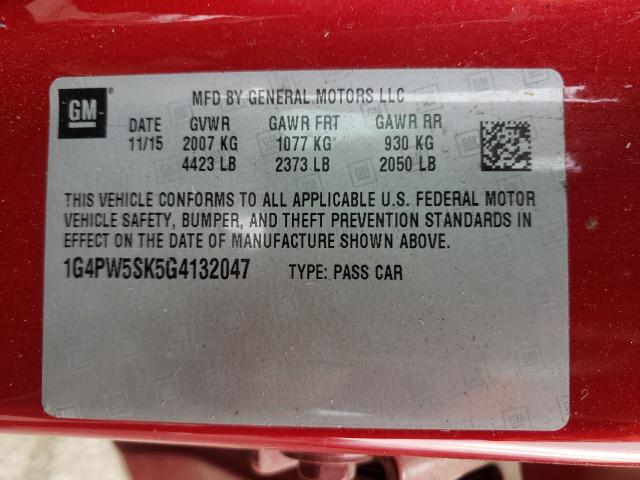 GM
MFD BY GENERAL MOTORS LLC
DATE GVWR GAWR FRT GAWR RR
11/15 2007 KG 1077 KG 930 KG
4423 LB 2373 LB 2050 LB
THIS VEHICLE CONFORMS TO ALL APPLICABLE U.S. FEDERAL MOTOR
VEHICLE SAFETY, BUMPER, AND THEFT PREVENTION STANDARDS IN
EFFECT ON THE DATE OF MANUFACTURE SHOWN ABOVE.
1G4PW5SK5G4132047 TYPE: PASS CAR